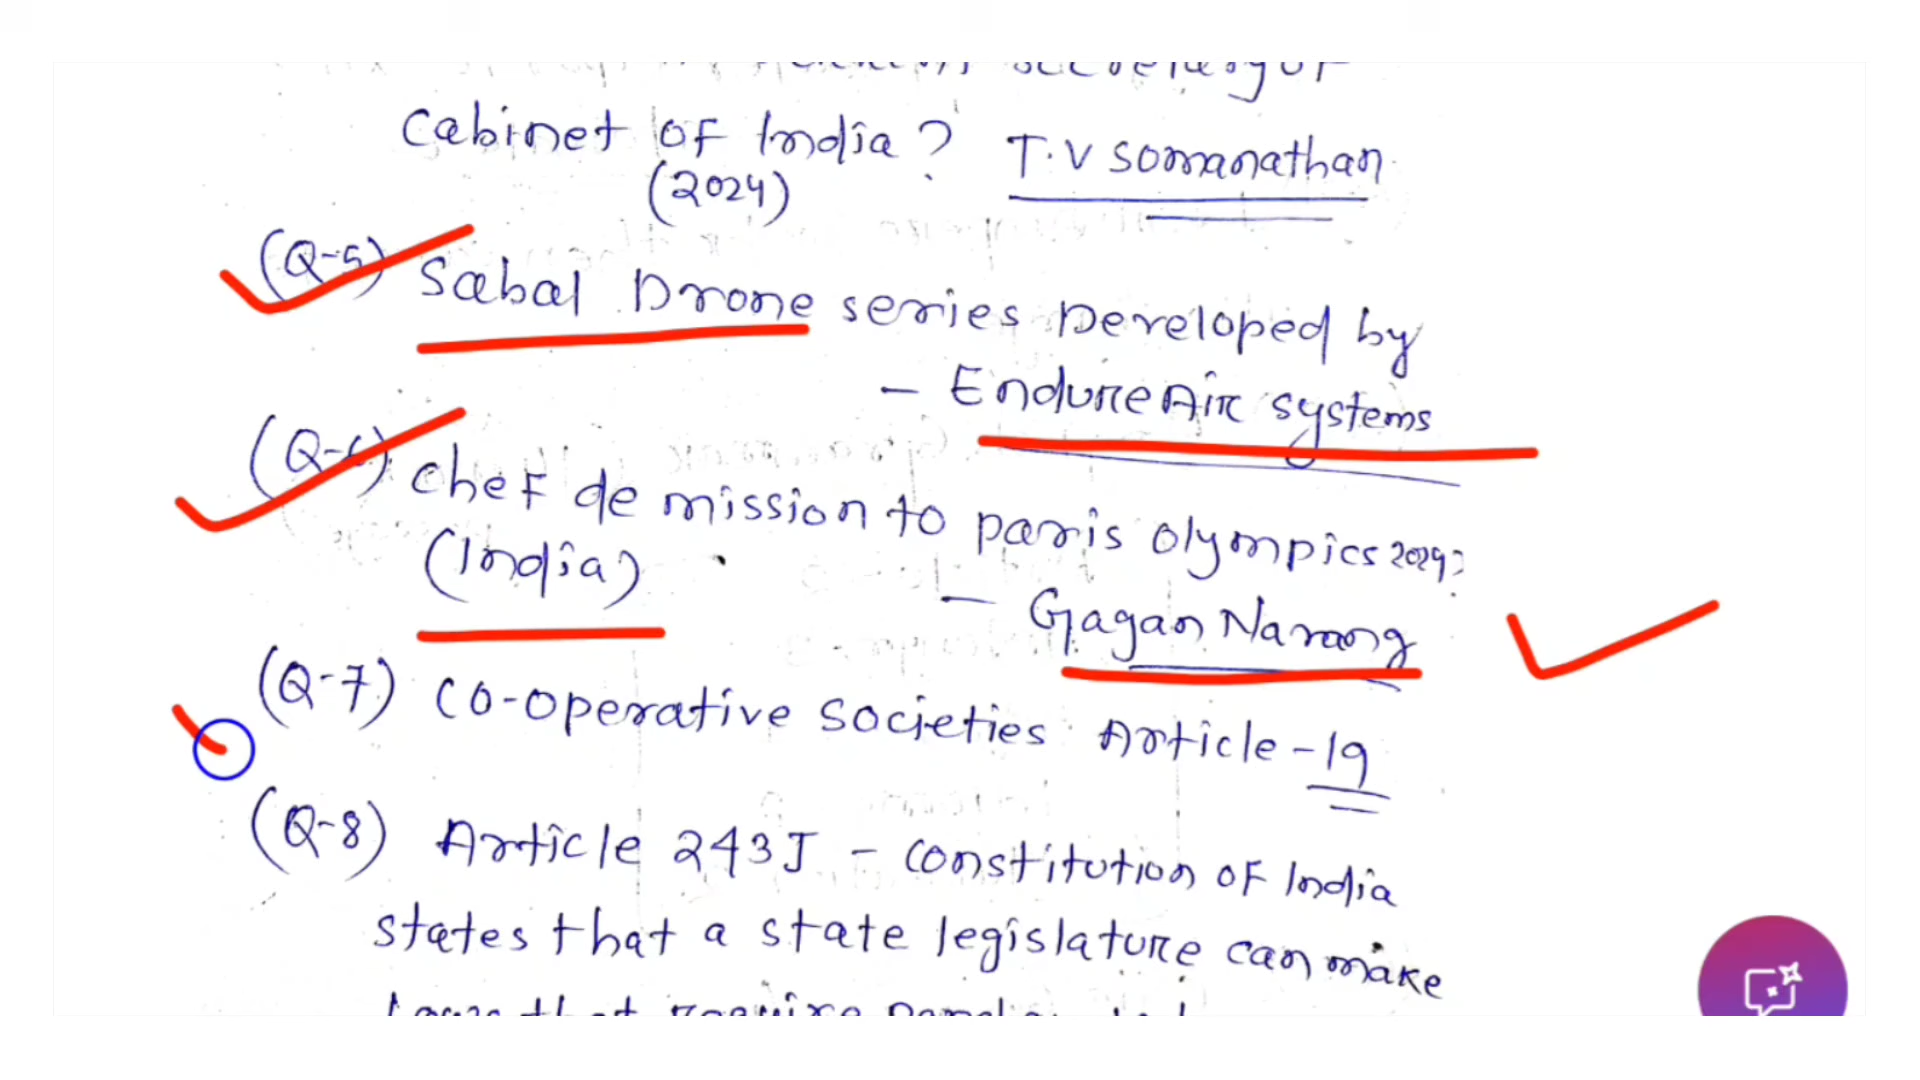 Cabinet of India? T.V Somanathan
(2024)
(Q-5) Sabal Drone series Developed by
- EndureAir systems
(Q-6) chef de mission to paris olympics 2024?
(India)
- Gagan Narang
(Q-7) Co-operative societies Article-19
(Q-8) Article 243J - Constitution of India
states that a state legislature can make